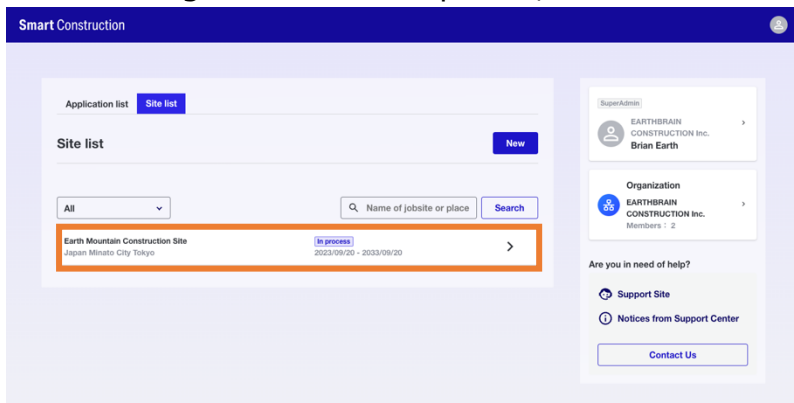 Smart Construction
Application list Site list
Site list
New
All
Name of jobsite or place
Search
Earth Mountain Construction Site
Japan Minato City Tokyo
In process
2023/09/20 - 2033/09/20
SuperAdmin
EARTHBRAIN
CONSTRUCTION Inc.
Brian Earth
Organization
EARTHBRAIN
CONSTRUCTION Inc.
Members : 2
Are you in need of help?
Support Site
Notices from Support Center
Contact Us